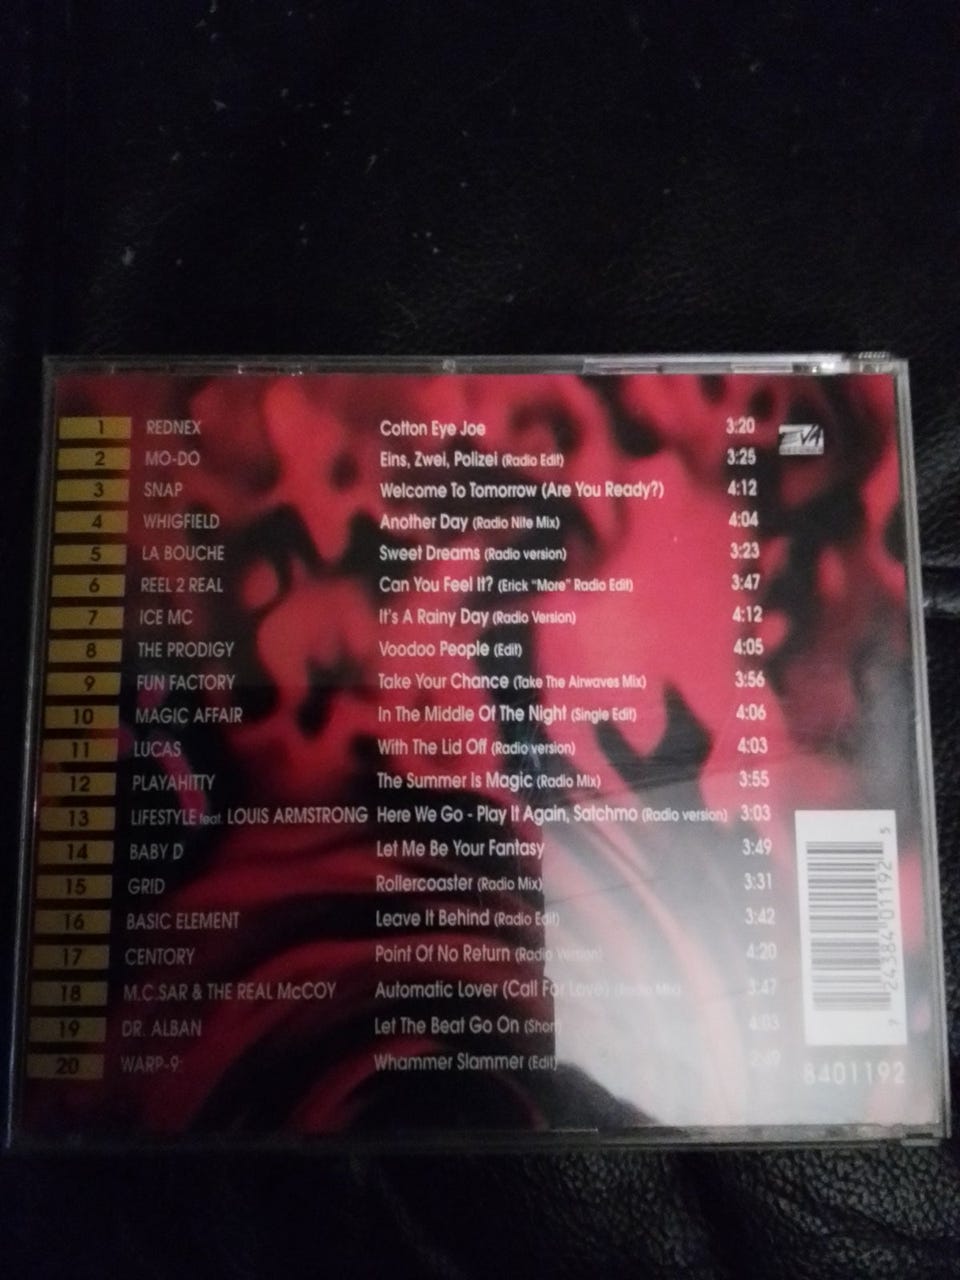 1 REDNEX Cotton Eye Joe 3:20
EVA
2 MO-DO Eins, Zwei, Polizei (Radio Edit) 3:25
3 SNAP Welcome To Tomorrow (Are You Ready?) 4:12
4 WHIGFIELD Another Day (Radio Nite Mix) 4:04
5 LA BOUCHE Sweet Dreams (Radio version) 3:23
6 REEL 2 REAL Can You Feel It? (Erick "More" Radio Edit) 3:47
7 ICE MC It's A Rainy Day (Radio Version) 4:12
8 THE PRODIGY Voodoo People (Edit) 4:05
9 FUN FACTORY Take Your Chance (Take The Airwaves Mix) 3:56
10 MAGIC AFFAIR In The Middle Of The Night (Single Edit) 4:06
11 LUCAS With The Lid Off (Radio version) 4:03
12 PLAYAHITTY The Summer Is Magic (Radio Mix) 3:55
13 LIFESTYLE feat. LOUIS ARMSTRONG Here We Go - Play It Again, Satchmo (Radio version) 3:03
14 BABY D Let Me Be Your Fantasy 3:49
15 GRID Rollercoaster (Radio Mix) 3:31
16 BASIC ELEMENT Leave It Behind (Radio Edit) 3:42
17 CENTORY Point Of No Return (Radio Version) 4:20
18 M.C.SAR & THE REAL McCOY Automatic Lover (Call For Love) (Radio Mix) 3:47
19 DR. ALBAN Let The Beat Go On (Short 4:03
20 WARP-9 Whammer Slammer (Edit)
7 24384 01192 5
8401192